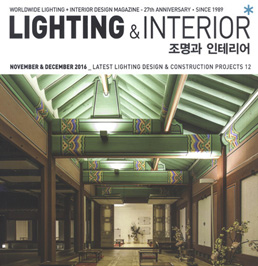 WORLDWIDE LIGHTING + INTERIOR DESIGN MAGAZINE - 27th ANNIVERSARY • SINCE 1989
LIGHTING & INTERIOR*
조명과 인테리어
NOVEMBER & DECEMBER 2016 _ LATEST LIGHTING DESIGN & CONSTRUCTION PROJECTS 12